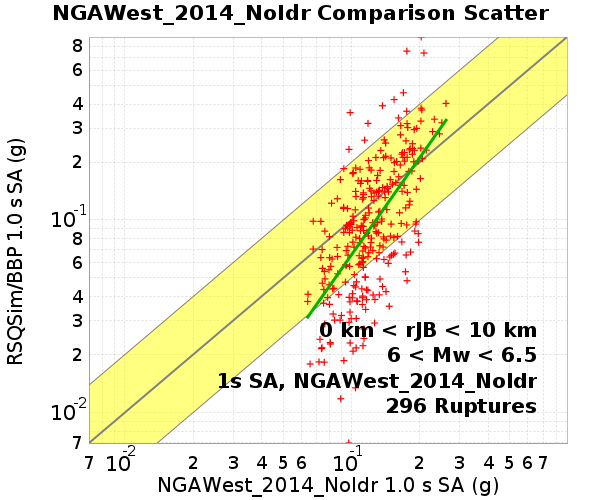 NGAWest_2014_NoIdr Comparison Scatter
8
6
4
3
2
10-1
8
6
4
3
2
10-2
7
RSQSim/BBP 1.0 s SA (g)
0 km < rJB < 10 km
6 < Mw < 6.5
1s SA, NGAWest_2014_NoIdr
296 Ruptures
7 10-2 2 3 4 5 6 10-1 2 3 4 5 6 7
NGAWest_2014_NoIdr 1.0 s SA (g)